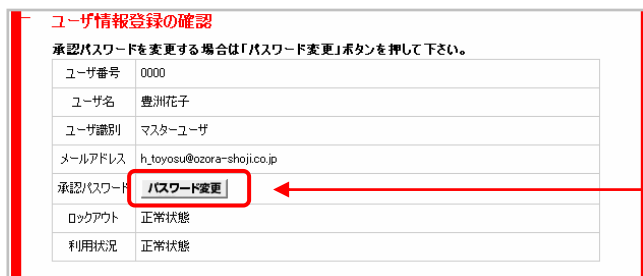 ユーザ情報登録の確認
承認パスワードを変更する場合は「パスワード変更」ボタンを押して下さい。
ユーザ番号 0000
ユーザ名 豊洲花子
ユーザ識別 マスターユーザ
メールアドレス h_toyosu@ozora-shoji.co.jp
承認パスワード パスワード変更
ロックアウト 正常状態
利用状況 正常状態